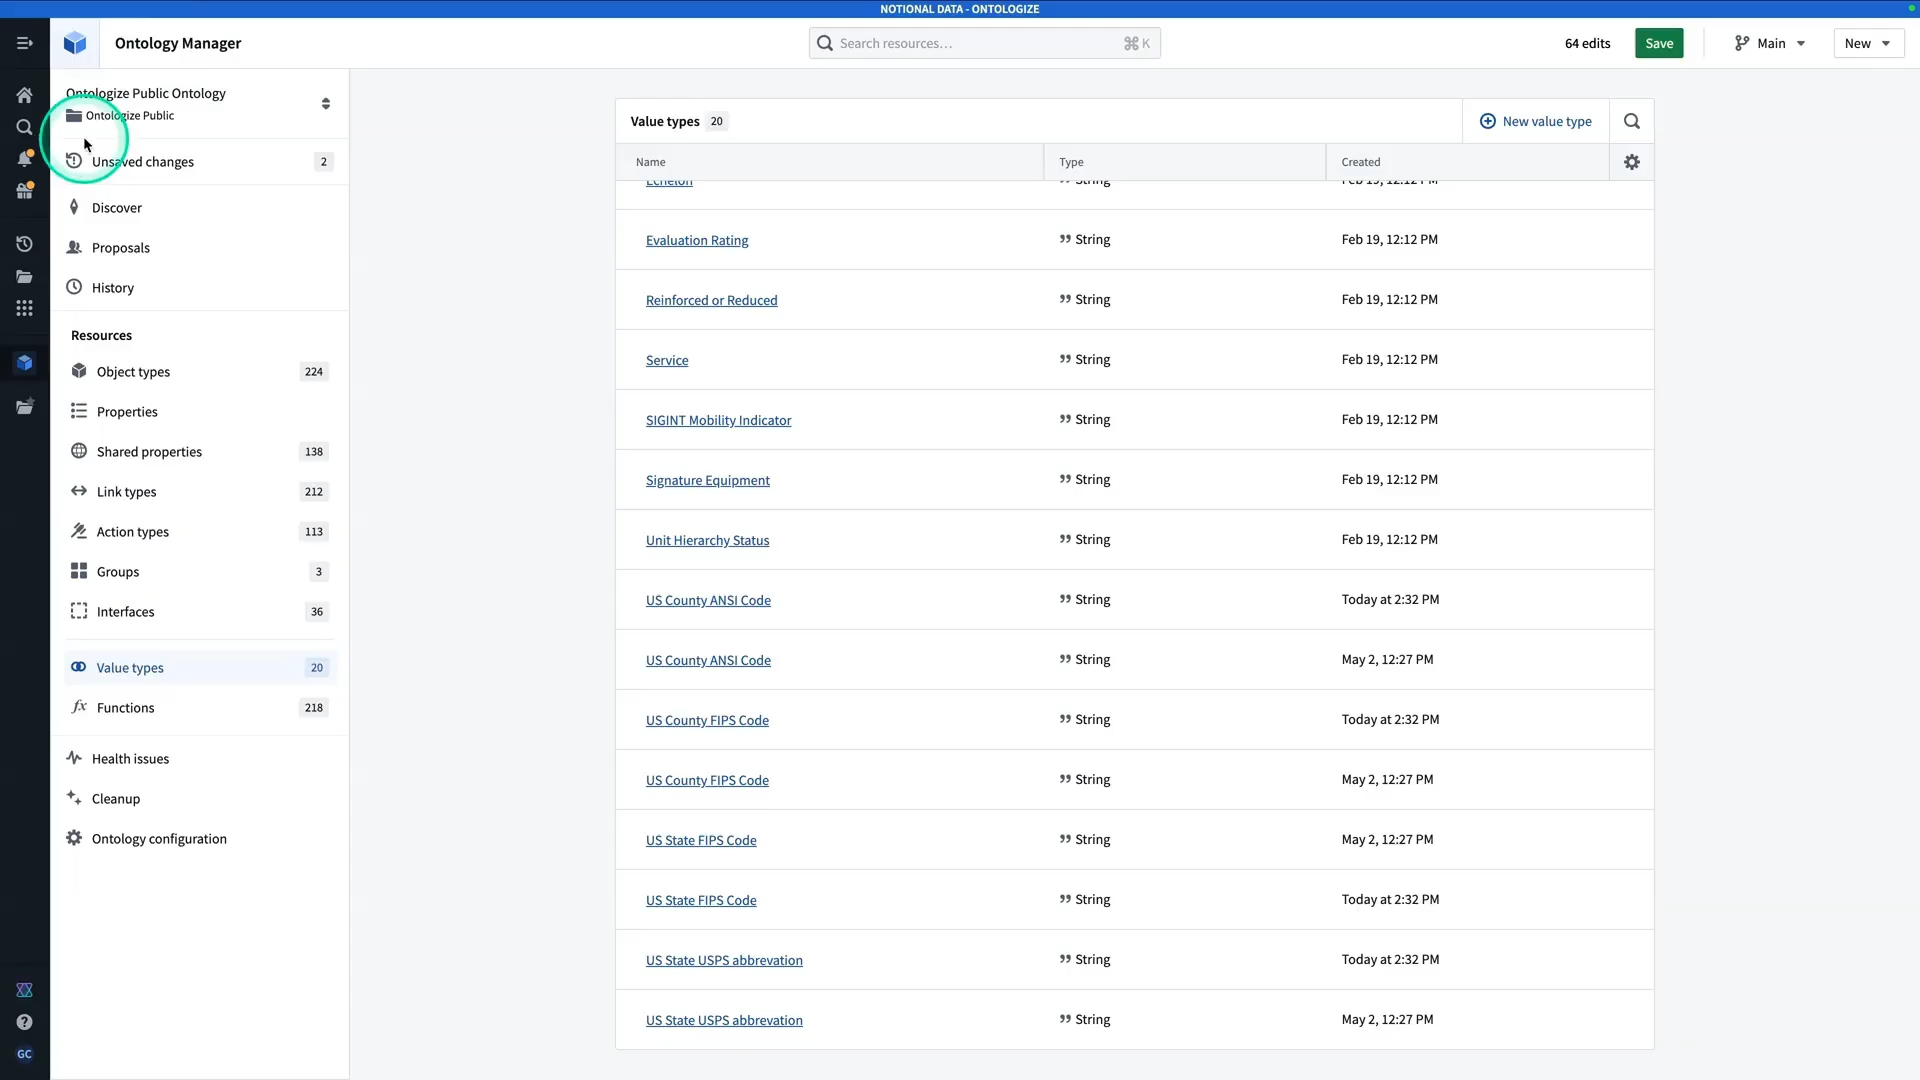 NOTIONAL DATA - ONTOLOGIZE
Ontology Manager
Search resources…
⌘ K
64 edits
Save
Main
New
Ontologize Public Ontology
Ontologize Public
Unsaved changes
2
Discover
Proposals
History
Resources
Object types
224
Properties
Shared properties
138
Link types
212
Action types
113
Groups
3
Interfaces
36
Value types
20
Functions
218
Health issues
Cleanup
Ontology configuration
GC
Value types 20
New value type
Name Type Created
Echelon String Feb 19, 12:12 PM
Evaluation Rating String Feb 19, 12:12 PM
Reinforced or Reduced String Feb 19, 12:12 PM
Service String Feb 19, 12:12 PM
SIGINT Mobility Indicator String Feb 19, 12:12 PM
Signature Equipment String Feb 19, 12:12 PM
Unit Hierarchy Status String Feb 19, 12:12 PM
US County ANSI Code String Today at 2:32 PM
US County ANSI Code String May 2, 12:27 PM
US County FIPS Code String Today at 2:32 PM
US County FIPS Code String May 2, 12:27 PM
US State FIPS Code String May 2, 12:27 PM
US State FIPS Code String Today at 2:32 PM
US State USPS abbrevation String Today at 2:32 PM
US State USPS abbrevation String May 2, 12:27 PM